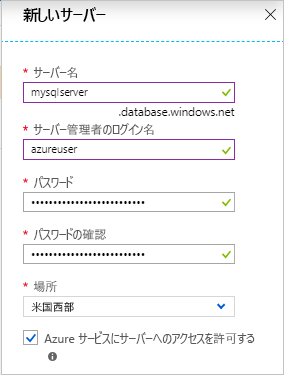 新しいサーバー
* サーバー名
mysqlserver
.database.windows.net
* サーバー管理者のログイン名
azureuser
* パスワード
••••••••••••••••••••••••••
* パスワードの確認
••••••••••••••••••••••••••
* 場所
米国西部
Azure サービスにサーバーへのアクセスを許可する